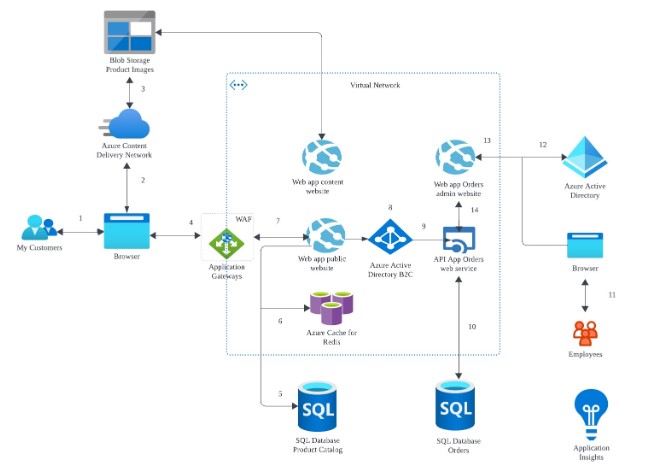 Blob Storage
Product Images
Virtual Network
3
13
12
Azure Content
Delivery Network
Web app content
website
Web app Orders
admin website
Azure Active
Directory
2
8
14
1
4
WAF
7
9
My Customers
Browser
Application
Gateways
Web app public
website
Azure Active
Directory B2C
API App Orders
web service
Browser
11
6
Azure Cache for
Redis
10
Employees
5
SQL
SQL
SQL Database
Product Catalog
SQL Database
Orders
Application
Insights